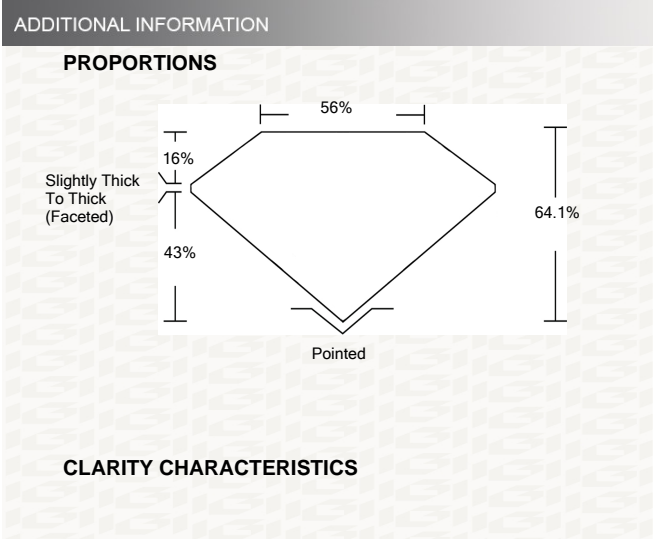 ADDITIONAL INFORMATION
PROPORTIONS
56%
16%
Slightly Thick
To Thick
(Faceted)
64.1%
43%
Pointed
CLARITY CHARACTERISTICS